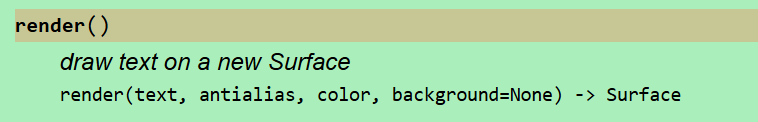 render()
draw text on a new Surface
render(text, antialias, color, background=None) -> Surface